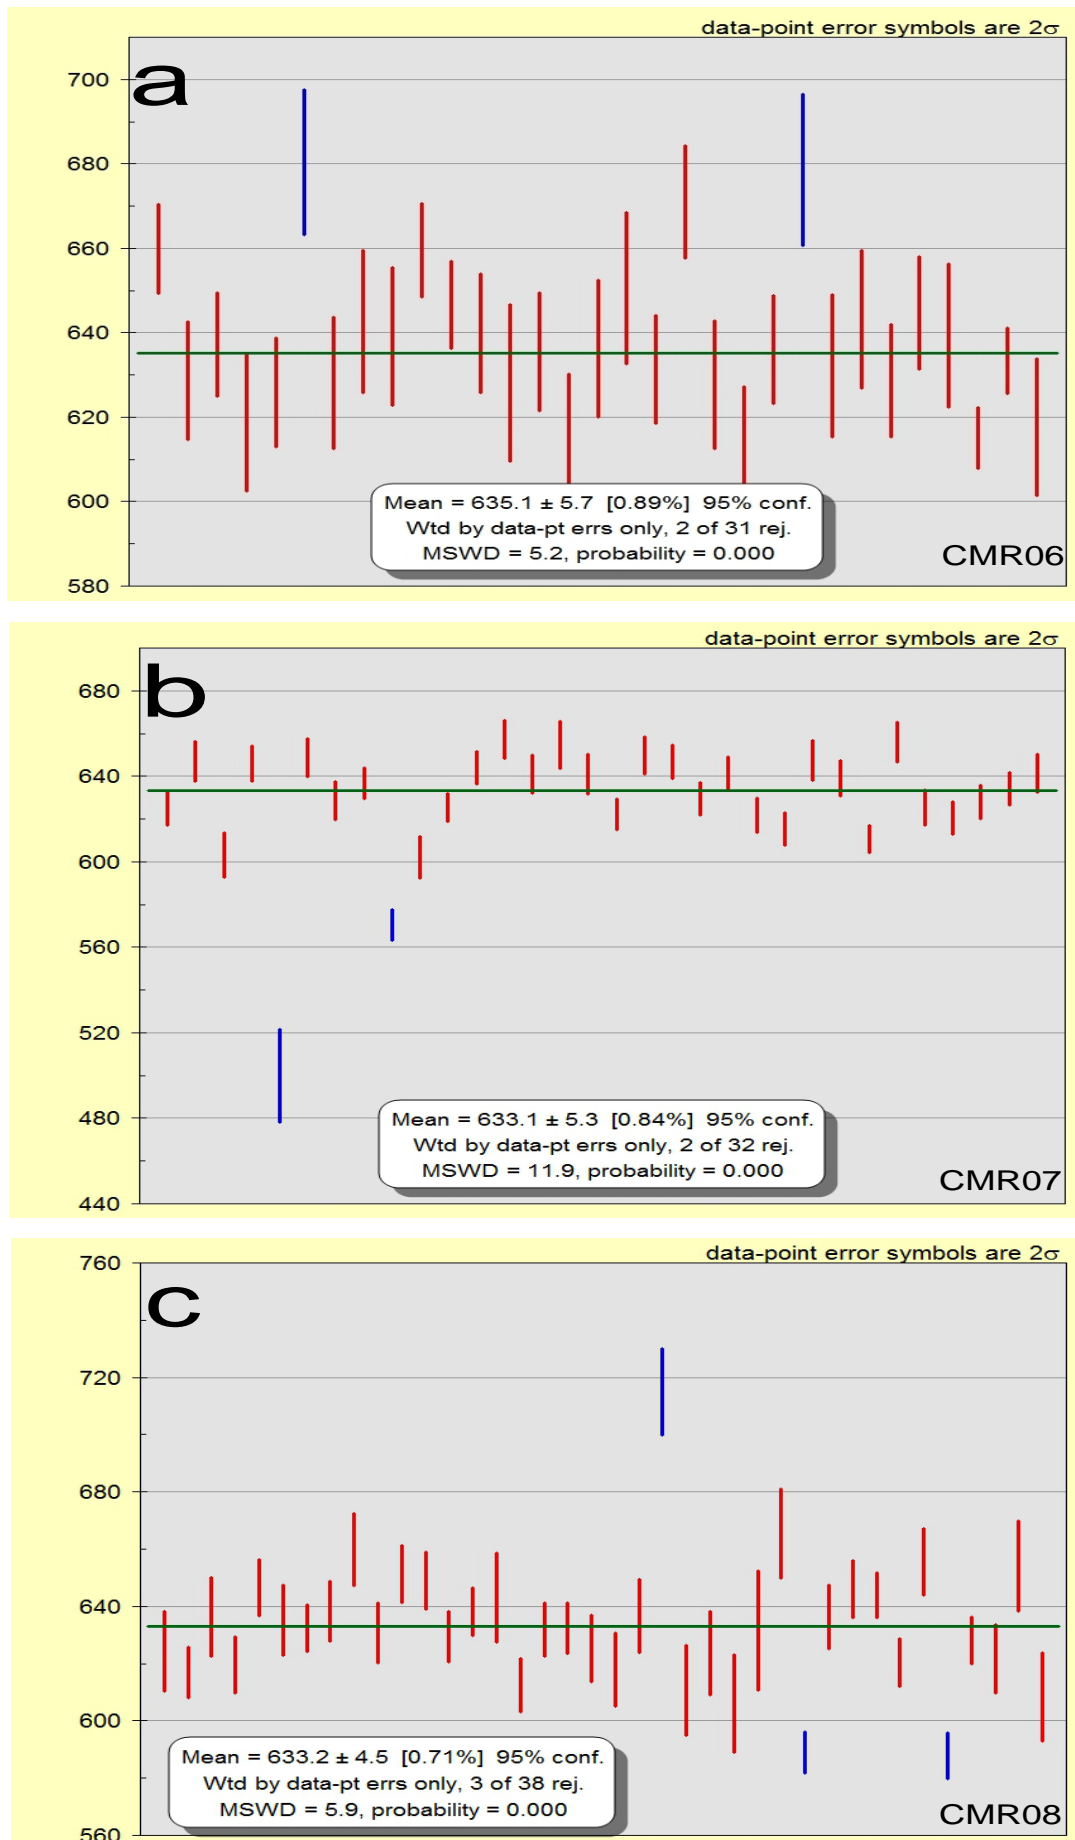 data-point error symbols are 2σ
a
700
680
660
640
620
600
580
Mean = 635.1 ± 5.7 [0.89%] 95% conf.
Wtd by data-pt errs only, 2 of 31 rej.
MSWD = 5.2, probability = 0.000
CMR06
data-point error symbols are 2σ
b
680
640
600
560
520
480
440
Mean = 633.1 ± 5.3 [0.84%] 95% conf.
Wtd by data-pt errs only, 2 of 32 rej.
MSWD = 11.9, probability = 0.000
CMR07
data-point error symbols are 2σ
c
760
720
680
640
600
560
Mean = 633.2 ± 4.5 [0.71%] 95% conf.
Wtd by data-pt errs only, 3 of 38 rej.
MSWD = 5.9, probability = 0.000
CMR08